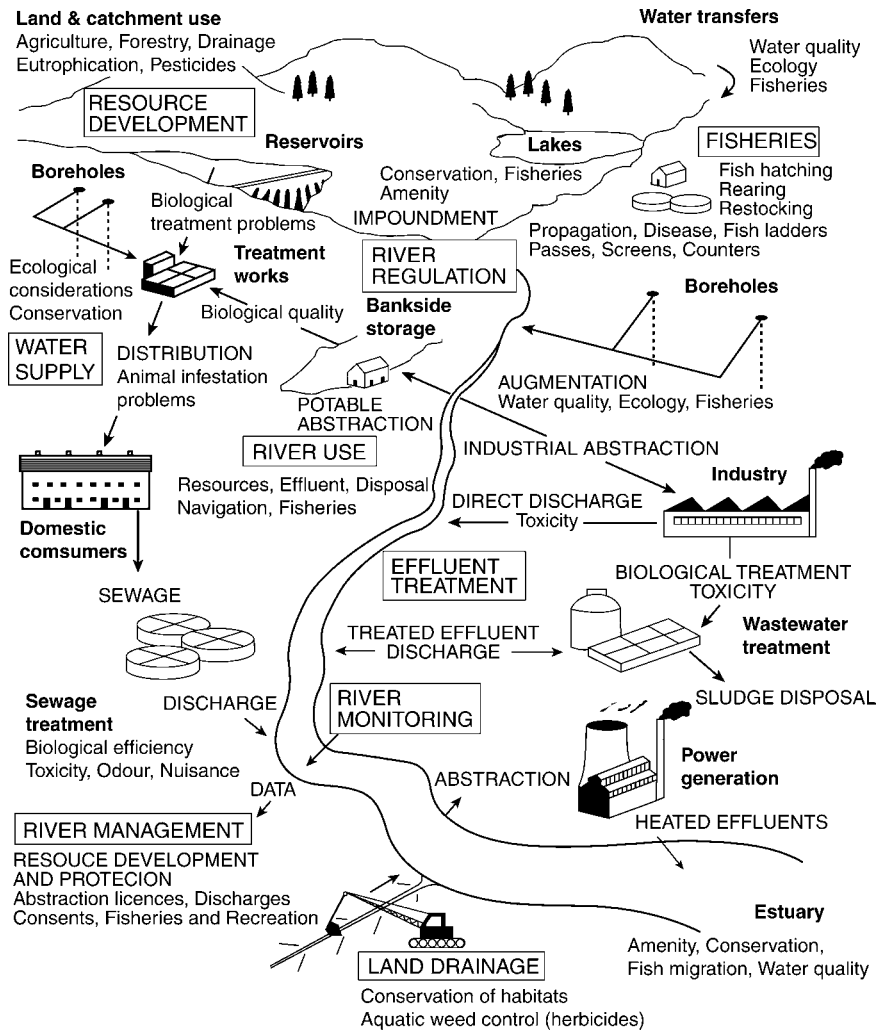 Land & catchment use
Agriculture, Forestry, Drainage
Eutrophication, Pesticides
Water transfers
Water quality
Ecology
Fisheries
RESOURCE
DEVELOPMENT
Reservoirs
Lakes
Conservation, Fisheries
Amenity
IMPOUNDMENT
FISHERIES
Fish hatching
Rearing
Restocking
Propagation, Disease, Fish ladders
Passes, Screens, Counters
Boreholes
Biological
treatment problems
Treatment
works
Ecological
considerations
Conservation
Biological quality
RIVER
REGULATION
Bankside
storage
Boreholes
WATER
SUPPLY
DISTRIBUTION
Animal infestation
problems
POTABLE
ABSTRACTION
AUGMENTATION
Water quality, Ecology, Fisheries
RIVER USE
Resources, Effluent, Disposal
Navigation, Fisheries
INDUSTRIAL ABSTRACTION
Industry
DIRECT DISCHARGE
Toxicity
Domestic
comsumers
EFFLUENT
TREATMENT
BIOLOGICAL TREATMENT
TOXICITY
SEWAGE
TREATED EFFLUENT
DISCHARGE
Wastewater
treatment
SLUDGE DISPOSAL
Sewage
treatment
Biological efficiency
Toxicity, Odour, Nuisance
DISCHARGE
RIVER
MONITORING
DATA
ABSTRACTION
Power
generation
HEATED EFFLUENTS
RIVER MANAGEMENT
RESOUCE DEVELOPMENT
AND PROTECION
Abstraction licences, Discharges
Consents, Fisheries and Recreation
LAND DRAINAGE
Conservation of habitats
Aquatic weed control (herbicides)
Estuary
Amenity, Conservation,
Fish migration, Water quality